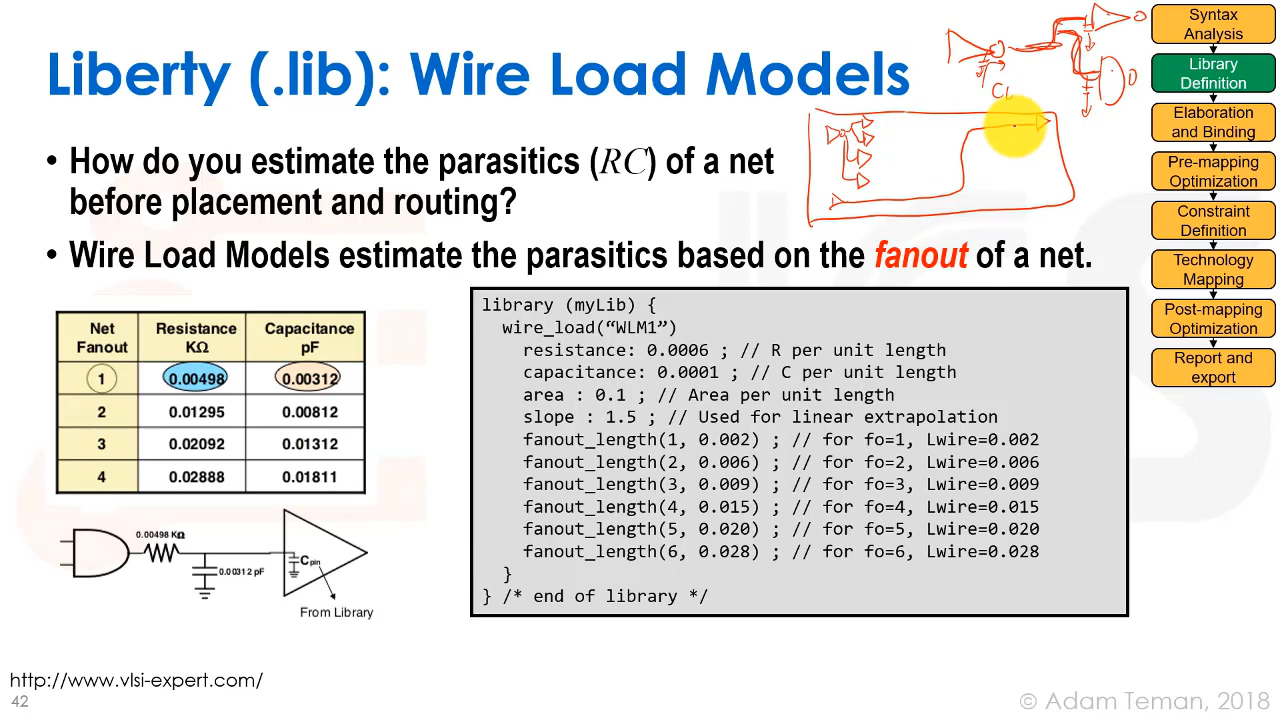 Liberty (.lib): Wire Load Models
• How do you estimate the parasitics (RC) of a net
before placement and routing?
• Wire Load Models estimate the parasitics based on the fanout of a net.
Net Fanout Resistance KΩ Capacitance pF
1 0.00498 0.00312
2 0.01295 0.00812
3 0.02092 0.01312
4 0.02888 0.01811
0.00498 KΩ
0.00312 pF
Cpin
From Library
library (myLib) {
wire_load(“WLM1”)
resistance: 0.0006 ; // R per unit length
capacitance: 0.0001 ; // C per unit length
area : 0.1 ; // Area per unit length
slope : 1.5 ; // Used for linear extrapolation
fanout_length(1, 0.002) ; // for fo=1, Lwire=0.002
fanout_length(2, 0.006) ; // for fo=2, Lwire=0.006
fanout_length(3, 0.009) ; // for fo=3, Lwire=0.009
fanout_length(4, 0.015) ; // for fo=4, Lwire=0.015
fanout_length(5, 0.020) ; // for fo=5, Lwire=0.020
fanout_length(6, 0.028) ; // for fo=6, Lwire=0.028
}
} /* end of library */
Syntax
Analysis
Library
Definition
Elaboration
and Binding
Pre-mapping
Optimization
Constraint
Definition
Technology
Mapping
Post-mapping
Optimization
Report and
export
http://www.vlsi-expert.com/
42
© Adam Teman, 2018